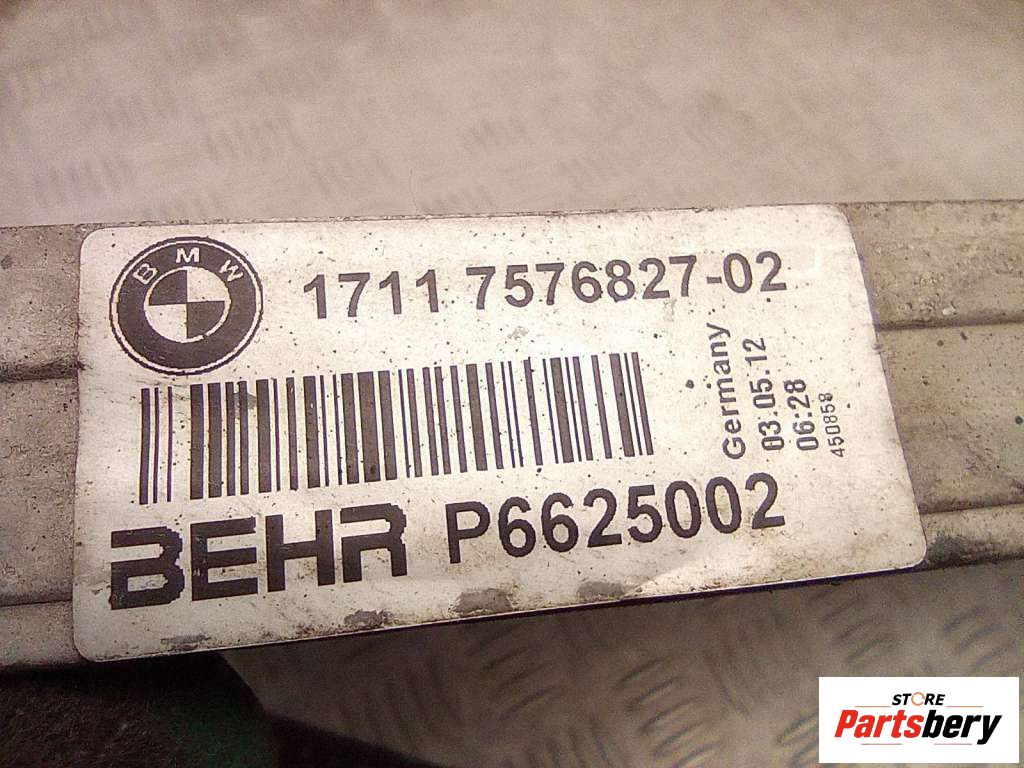 BMW
1711 7576827-02
Germany
03.05.12
06:28
450858
BEHR P6625002
STORE
Partsbery